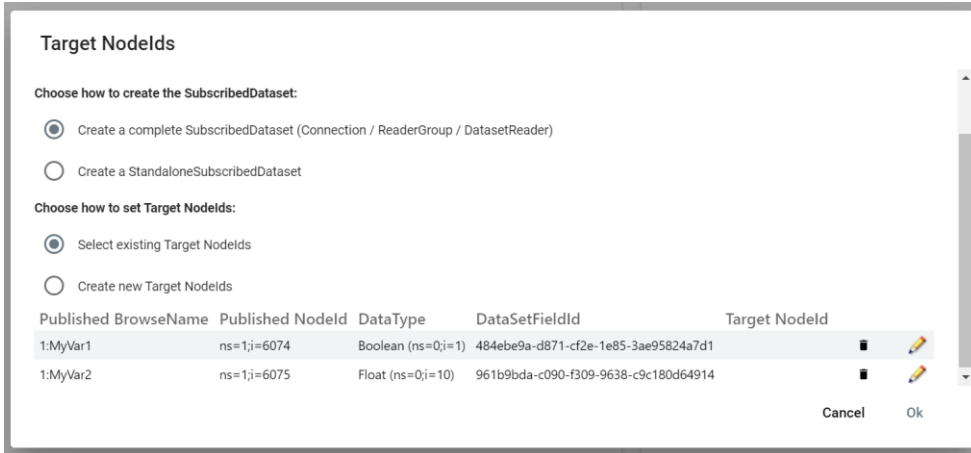 Target NodeIds
Choose how to create the SubscribedDataset:
Create a complete SubscribedDataset (Connection / ReaderGroup / DatasetReader)
Create a StandaloneSubscribedDataset
Choose how to set Target NodeIds:
Select existing Target NodeIds
Create new Target NodeIds
Published BrowseName Published NodeId DataType DataSetFieldId Target NodeId
1:MyVar1 ns=1;i=6074 Boolean (ns=0;i=1) 484ebe9a-d871-cf2e-1e85-3ae95824a7d1
1:MyVar2 ns=1;i=6075 Float (ns=0;i=10) 961b9bda-c090-f309-9638-c9c180d64914
Cancel Ok